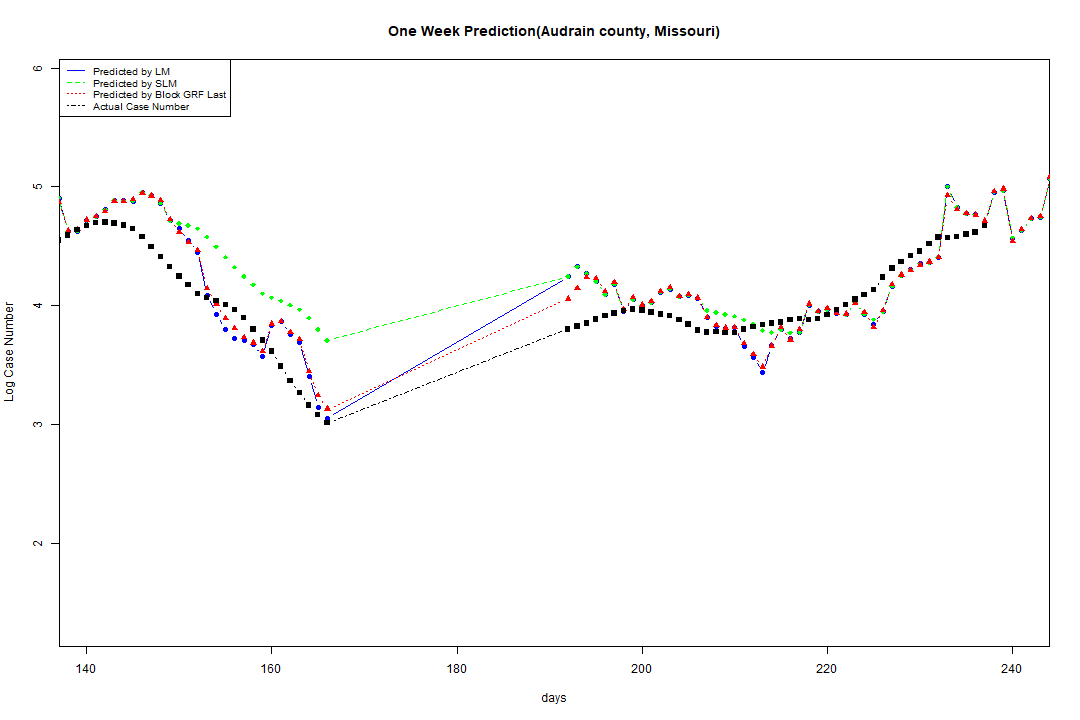 One Week Prediction(Audrain county, Missouri)
Predicted by LM
Predicted by SLM
Predicted by Block GRF Last
Actual Case Number
6
5
4
3
2
Log Case Number
140 160 180 200 220 240
days